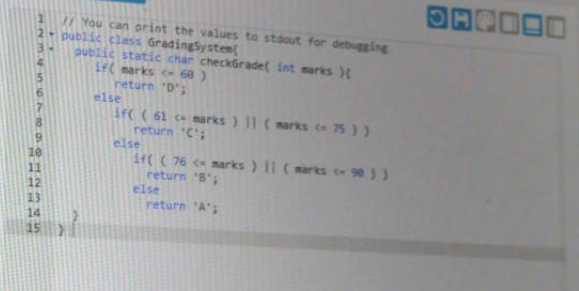 1 // You can print the values to stdout for debugging
2 public class GradingSystem{
3 public static char checkGrade( int marks ){
4 if( marks <= 60 )
5 return 'D';
6 else
7 if( ( 61 <= marks ) || ( marks <= 75 ) )
8 return 'C';
9 else
10 if( ( 76 <= marks ) || ( marks <= 90 ) )
11 return 'B';
12 else
13 return 'A';
14 }
15 }